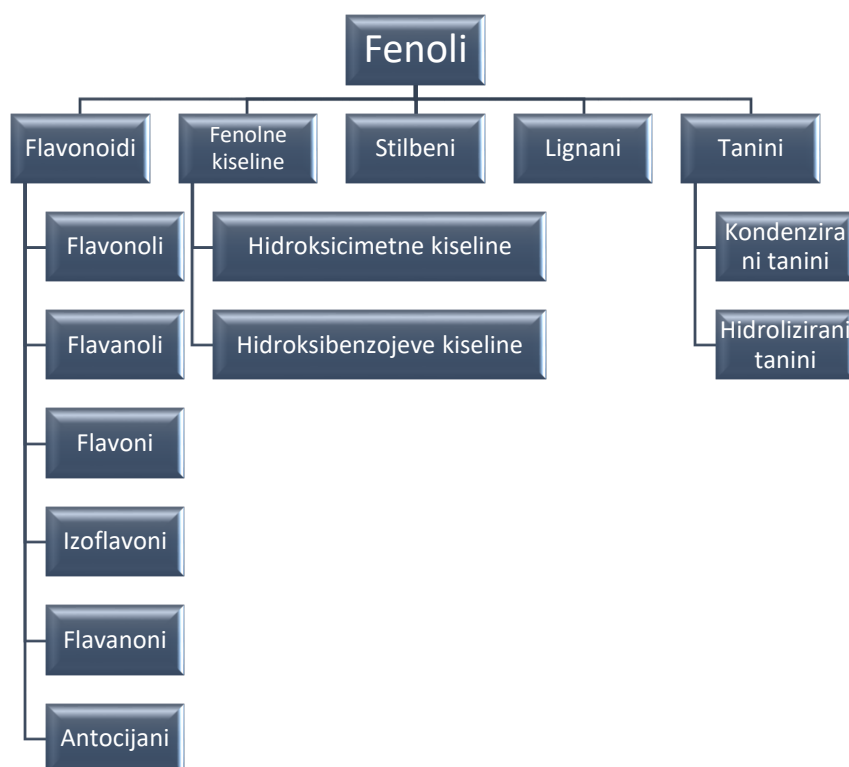 Fenoli
Flavonoidi
Fenolne
kiseline
Stilbeni
Lignani
Tanini
Flavonoli
Flavanoli
Flavoni
Izoflavoni
Flavanoni
Antocijani
Hidroksicimetne kiseline
Hidroksibenzojeve kiseline
Kondenzira
ni tanini
Hidrolizirani
tanini